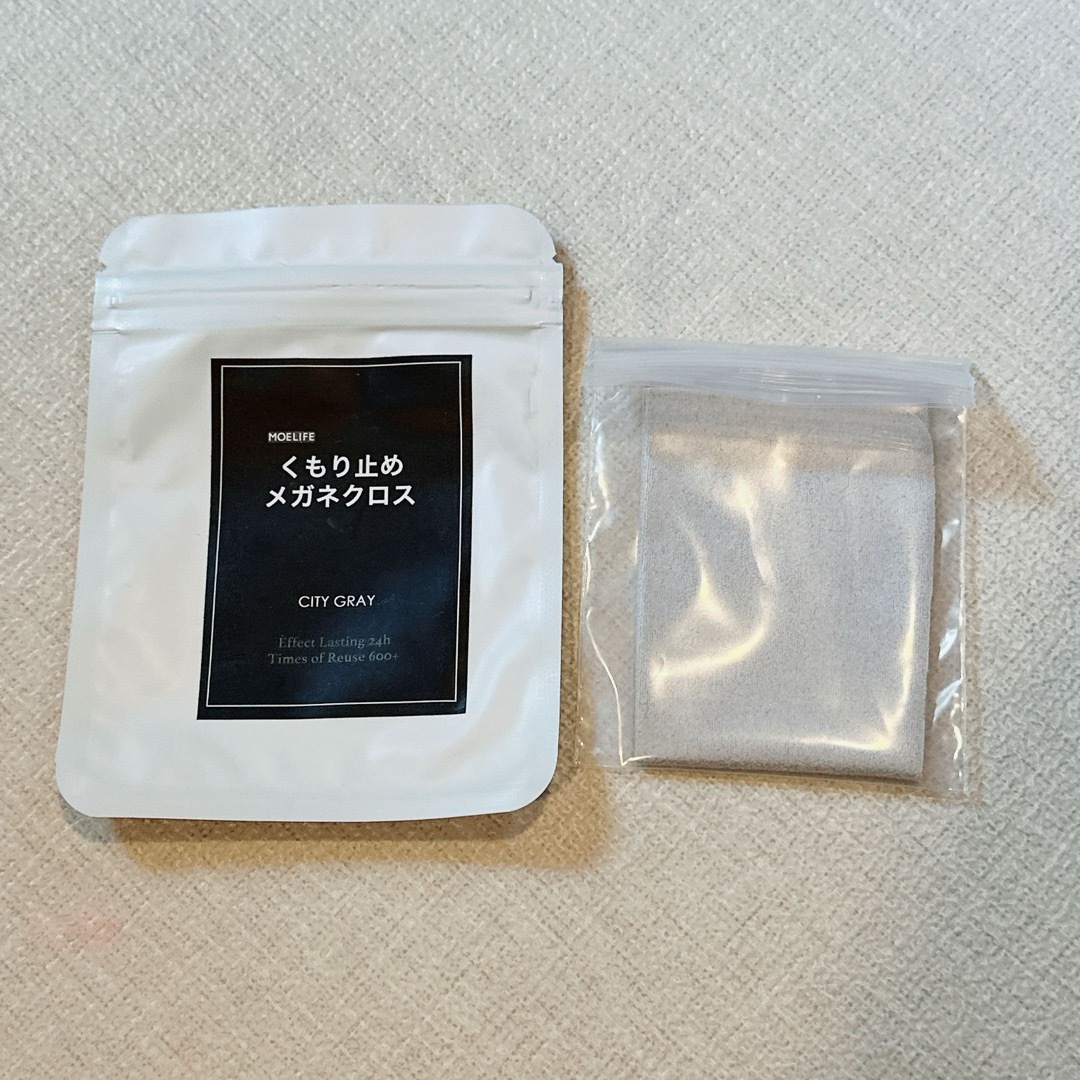 MOELIFE
くもり止め
メガネクロス
CITY GRAY
Effect Lasting 24h
Times of Reuse 600+